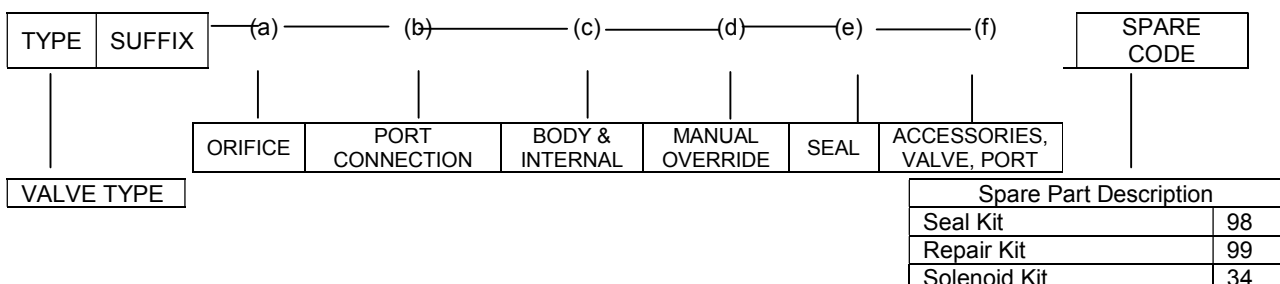 TYPE SUFFIX (a) (b) (c) (d) (e) (f) SPARE
CODE
ORIFICE PORT CONNECTION BODY & INTERNAL MANUAL OVERRIDE SEAL ACCESSORIES, VALVE, PORT
VALVE TYPE
Spare Part Description
Seal Kit 98
Repair Kit 99
Solenoid Kit 34